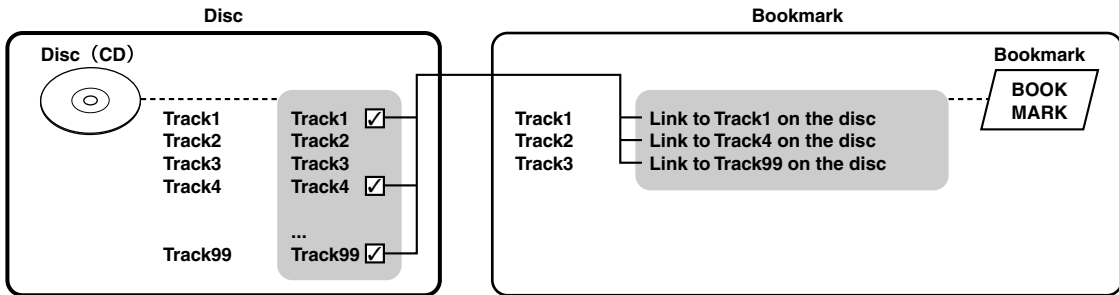 Disc
Disc（CD）
Track1
Track2
Track3
Track4
Track99
Track1
Track2
Track3
Track4
...
Track99
Bookmark
Bookmark
BOOK
MARK
Track1 Link to Track1 on the disc
Track2 Link to Track4 on the disc
Track3 Link to Track99 on the disc